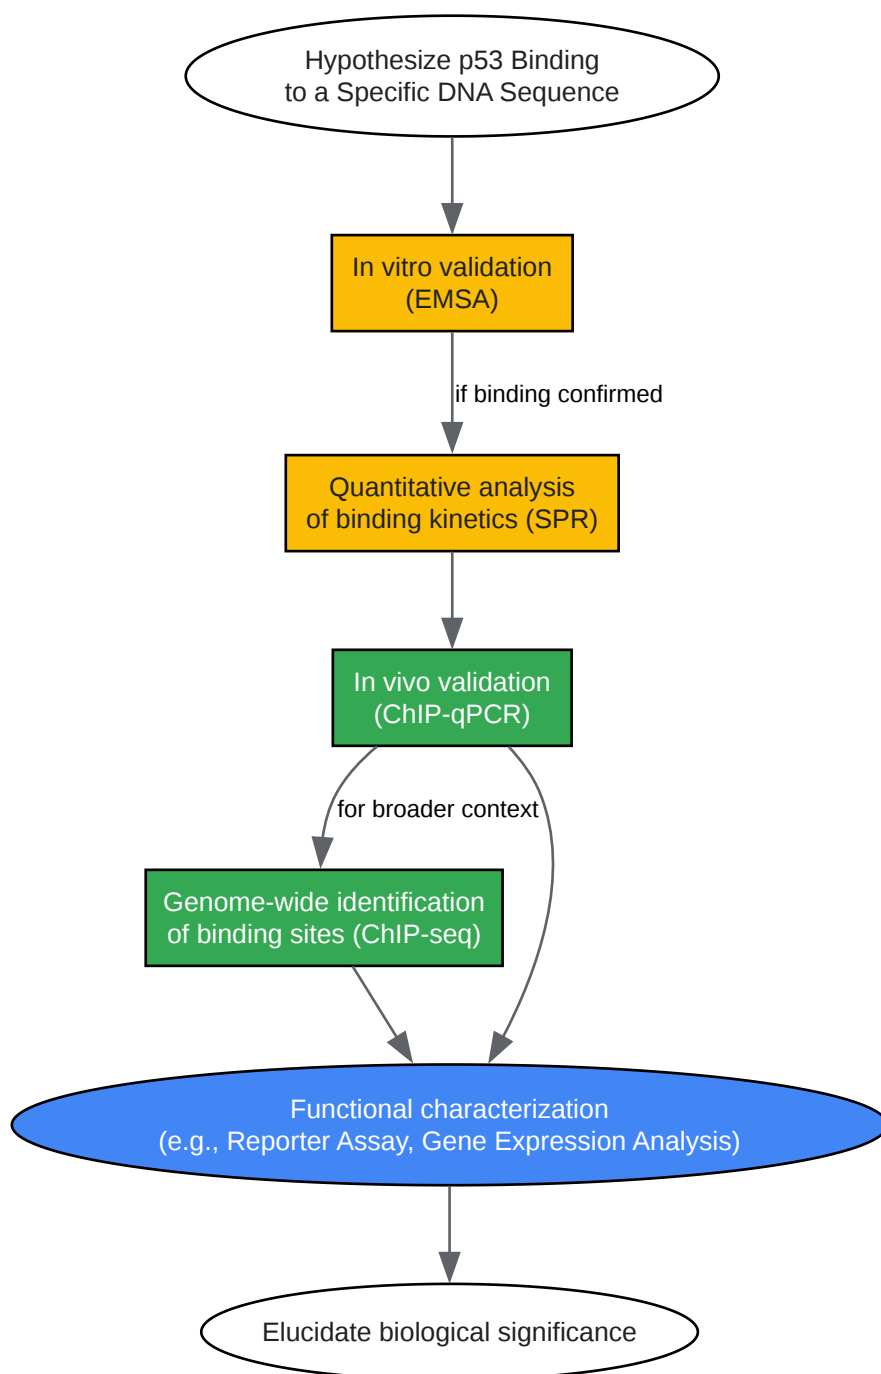 Hypothesize p53 Binding
to a Specific DNA Sequence
In vitro validation
(EMSA)
if binding confirmed
Quantitative analysis
of binding kinetics (SPR)
In vivo validation
(ChIP-qPCR)
for broader context
Genome-wide identification
of binding sites (ChIP-seq)
Functional characterization
(e.g., Reporter Assay, Gene Expression Analysis)
Elucidate biological significance